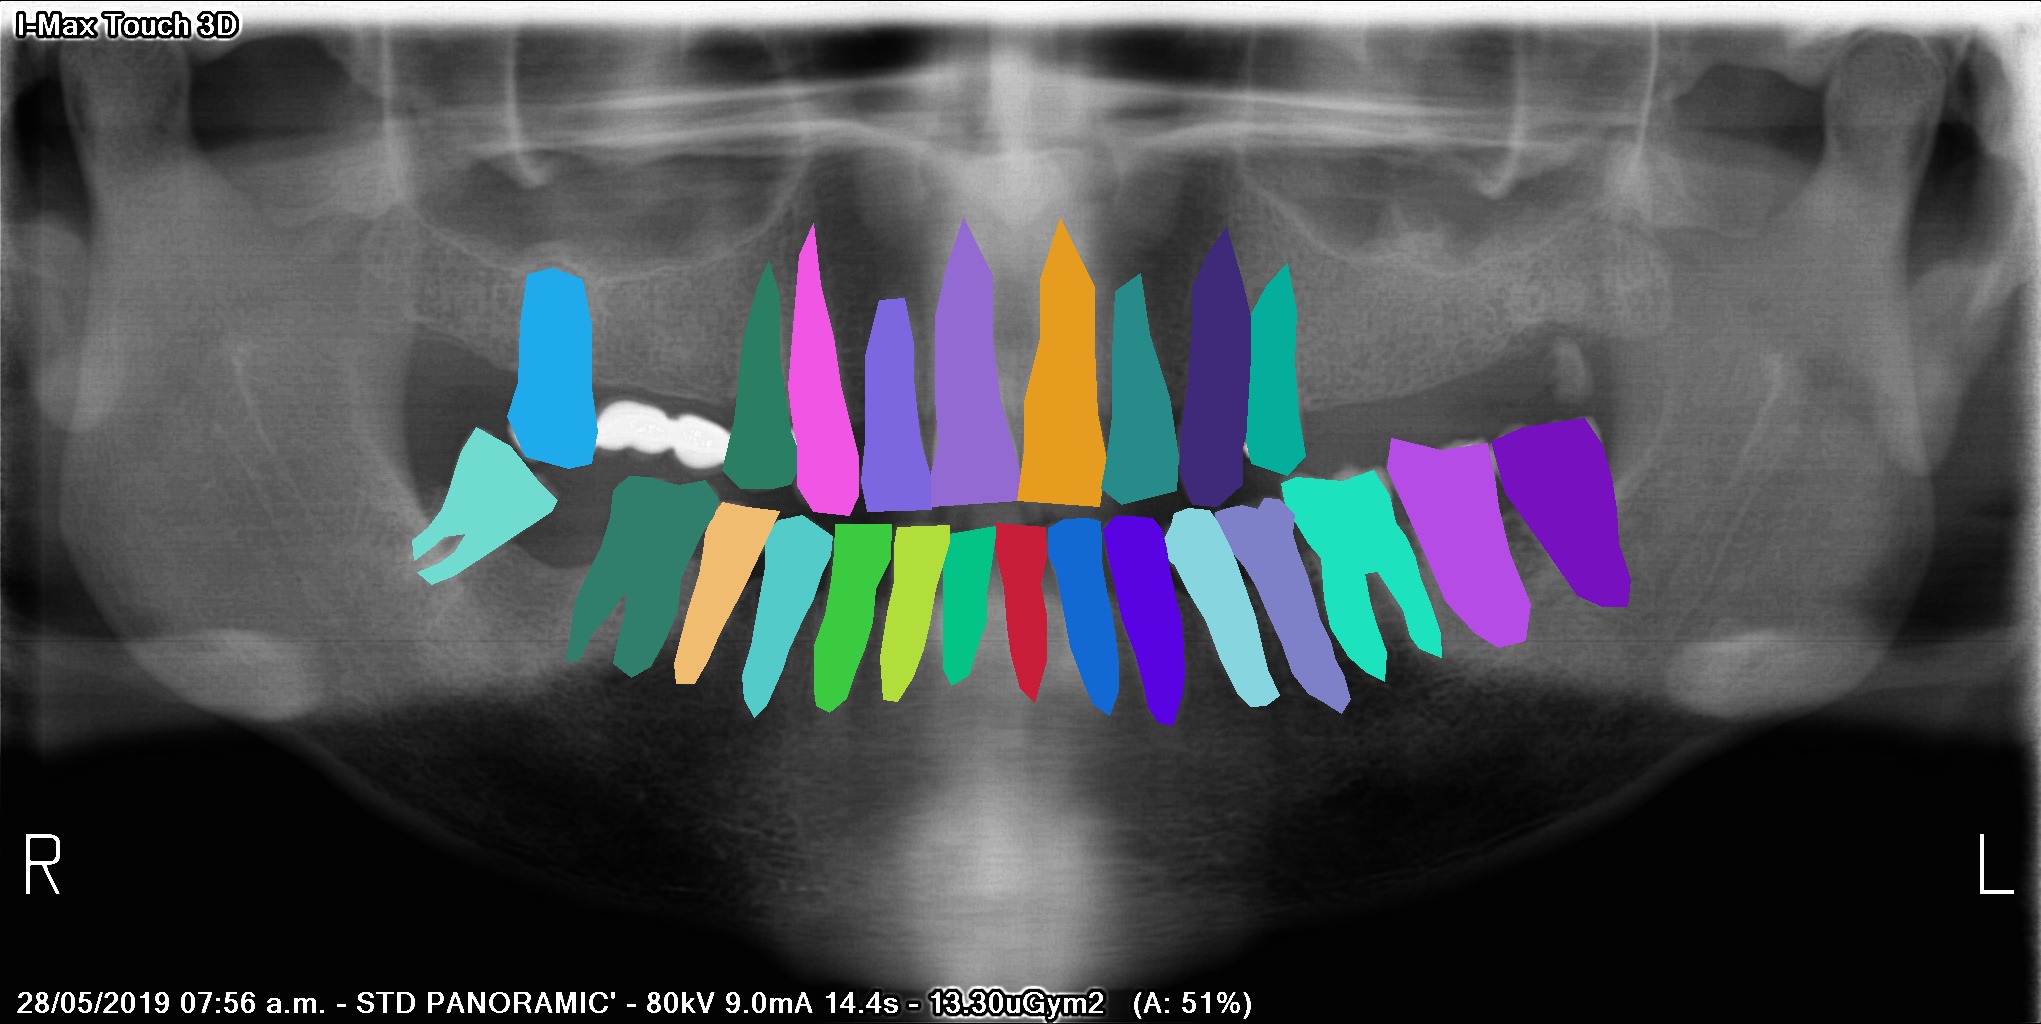 I-Max Touch 3D
R
L
28/05/2019 07:56 a.m. - STD PANORAMIC' - 80kV 9.0mA 14.4s - 13.30uGym2 (A: 51%)